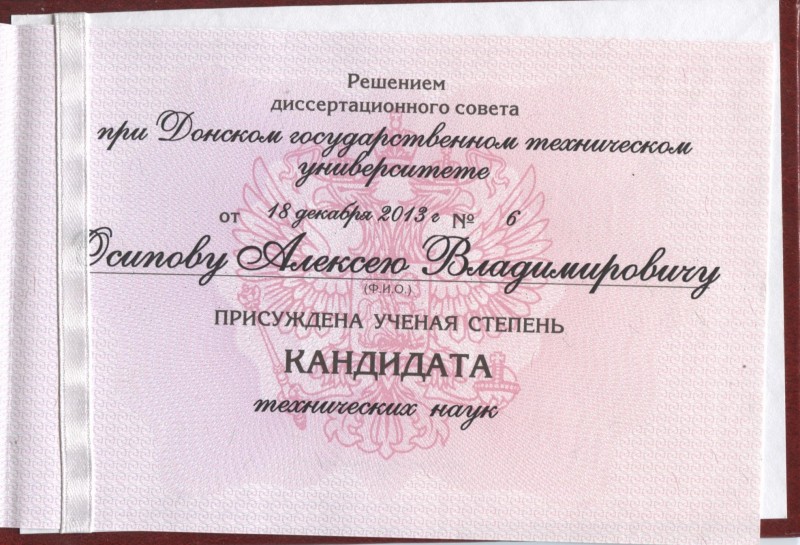 Решением
диссертационного совета
при Донском государственном техническом
университете
от 18 декабря 2013 г № 6
Осипову Алексею Владимировичу
(Ф.И.О.)
ПРИСУЖДЕНА УЧЕНАЯ СТЕПЕНЬ
КАНДИДАТА
технических наук